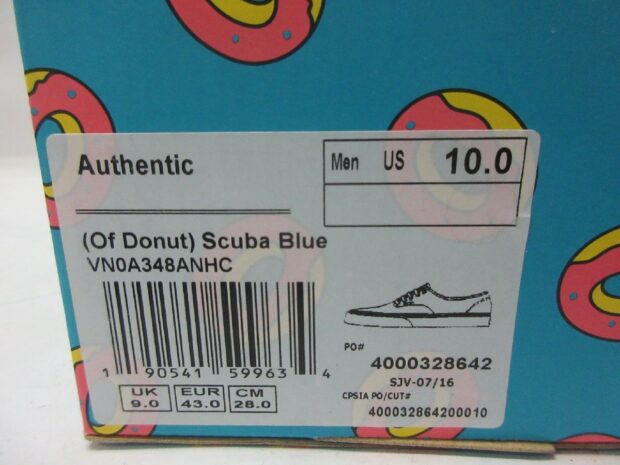 Authentic
Men US 10.0
(Of Donut) Scuba Blue
VN0A348ANHC
1 90541 59963 4
UK 9.0
EUR 43.0
CM 28.0
PO# 4000328642
SJV-07/16
CPSIA PO/CUT#
400032864200010